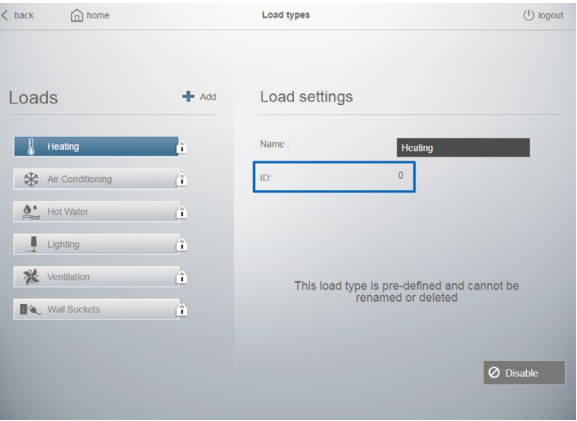 back
home
Load types
logout
Loads
Add
Load settings
Heating
Air Conditioning
Hot Water
Lighting
Ventilation
Wall Sockets
Name .
Heating
ID:
0
This load type is pre-defined and cannot be
renamed or deleted
Disable